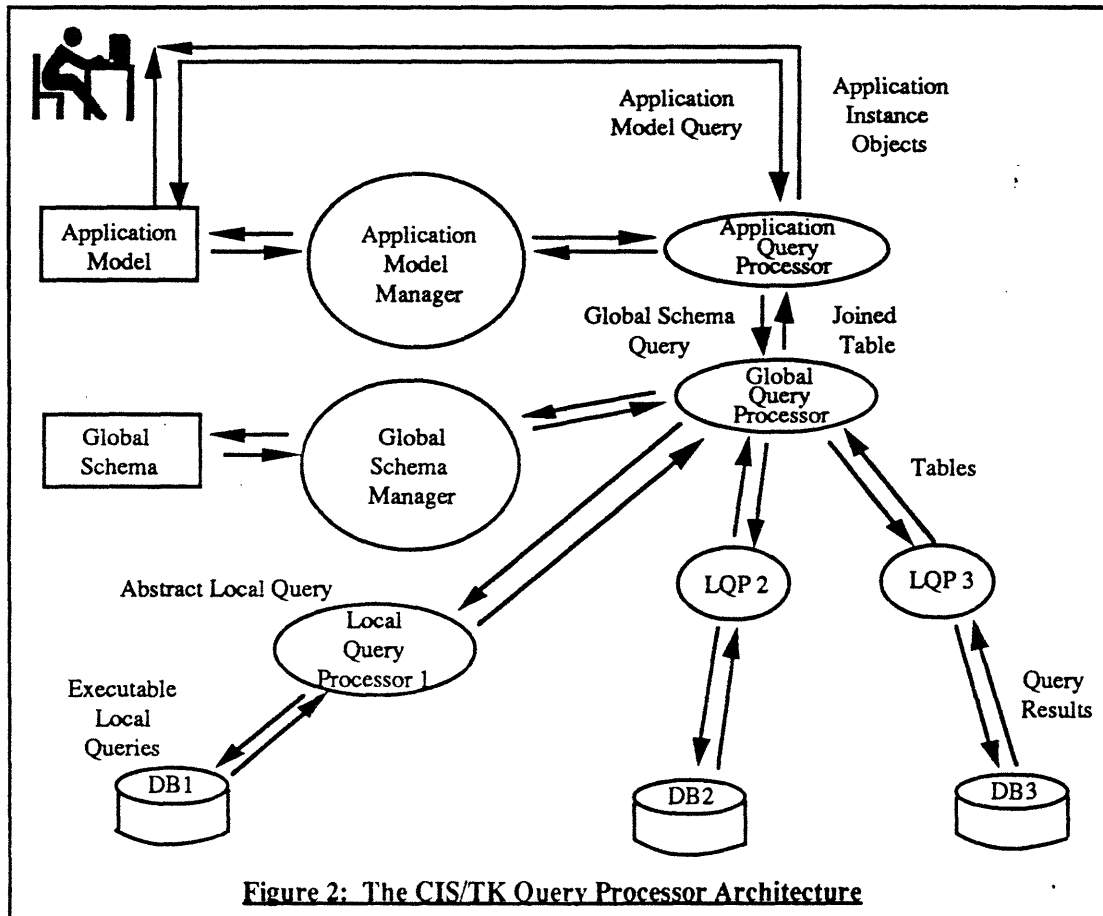 Application
Model Query
Application
Instance
Objects
Application
Model
Application
Model
Manager
Application
Query
Processor
Global Schema
Query
Joined
Table
Global
Query
Processor
Global
Schema
Global
Schema
Manager
Tables
Abstract Local Query
LQP 2
LQP 3
Local
Query
Processor 1
Executable
Local
Queries
Query
Results
DB1
DB2
DB3
Figure 2: The CIS/TK Query Processor Architecture